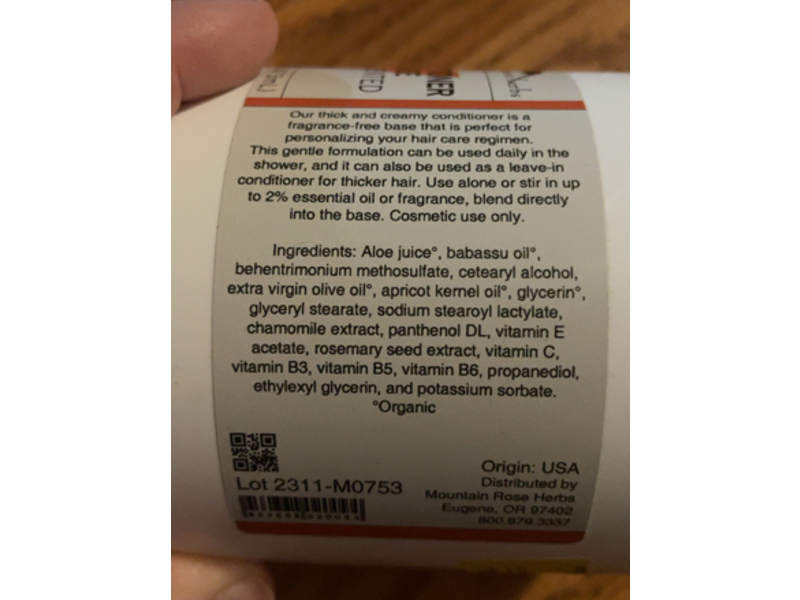 NER
NTED
Our thick and creamy conditioner is a
fragrance-free base that is perfect for
personalizing your hair care regimen.
This gentle formulation can be used daily in the
shower, and it can also be used as a leave-in
conditioner for thicker hair. Use alone or stir in up
to 2% essential oil or fragrance, blend directly
into the base. Cosmetic use only.
Ingredients: Aloe juice°, babassu oil°,
behentrimonium methosulfate, cetearyl alcohol,
extra virgin olive oil°, apricot kernel oil°, glycerin°,
glyceryl stearate, sodium stearoyl lactylate,
chamomile extract, panthenol DL, vitamin E
acetate, rosemary seed extract, vitamin C,
vitamin B3, vitamin B5, vitamin B6, propanediol,
ethylexyl glycerin, and potassium sorbate.
°Organic
Lot 2311-M0753
Origin: USA
Distributed by
Mountain Rose Herbs
Eugene, OR 97402
800.879.3337